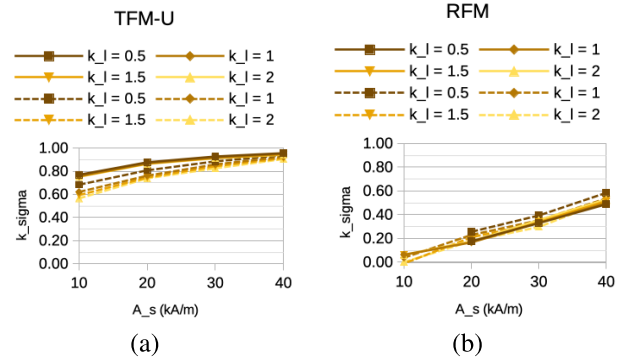 TFM-U
k_l = 0.5 k_l = 1
k_l = 1.5 k_l = 2
k_l = 0.5 k_l = 1
k_l = 1.5 k_l = 2
1.00
0.80
0.60
0.40
0.20
0.00
k_sigma
10 20 30 40
A_s (kA/m)
(a)
RFM
k_l = 0.5 k_l = 1
k_l = 1.5 k_l = 2
k_l = 0.5 k_l = 1
k_l = 1.5 k_l = 2
1.00
0.80
0.60
0.40
0.20
0.00
k_sigma
10 20 30 40
A_s (kA/m)
(b)